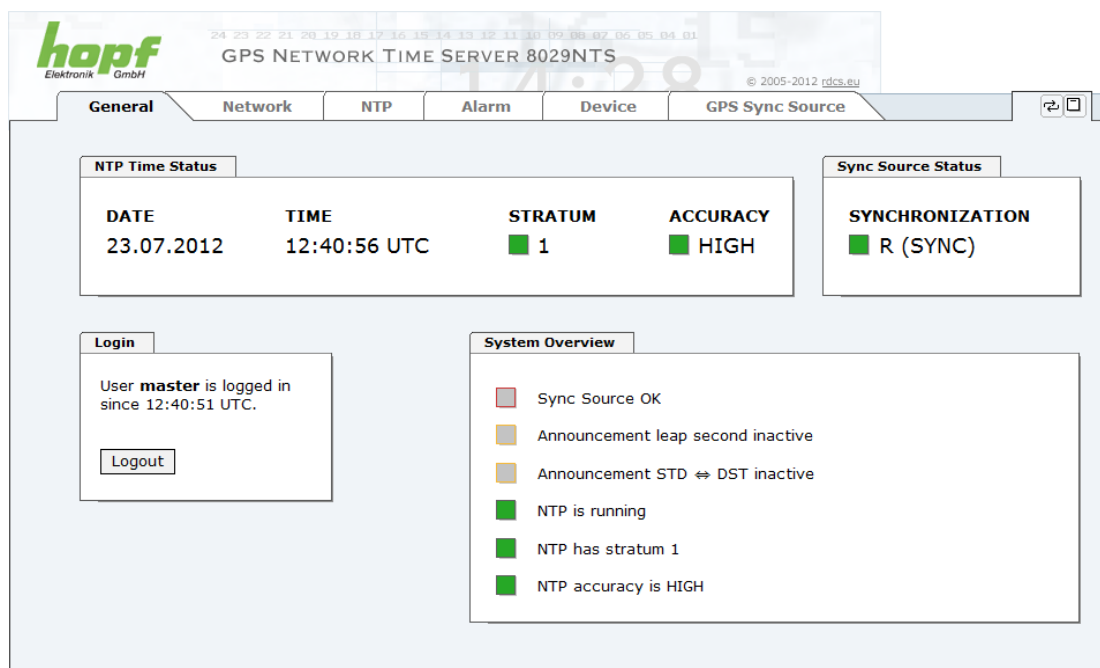 hopf
Elektronik GmbH
24 23 22 21 20 19 18 17 16 15 14 13 12 11 10 09 08 07 06 05 04 01
GPS NETWORK TIME SERVER 8029NTS
14:28
© 2005-2012 rdcs.eu
General Network NTP Alarm Device GPS Sync Source
NTP Time Status Sync Source Status
DATE TIME STRATUM ACCURACY SYNCHRONIZATION
23.07.2012 12:40:56 UTC 1 HIGH R (SYNC)
Login System Overview
User master is logged in
since 12:40:51 UTC.
Logout
Sync Source OK
Announcement leap second inactive
Announcement STD ⇔ DST inactive
NTP is running
NTP has stratum 1
NTP accuracy is HIGH